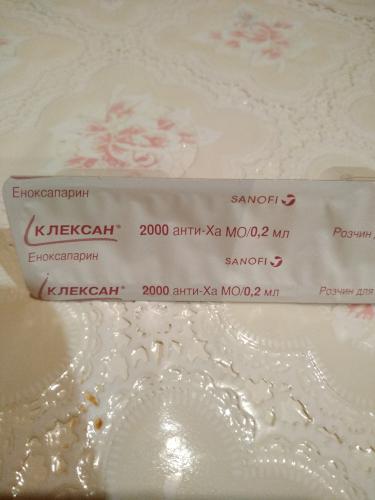 Еноксапарин SANOFI
КЛЕКСАН® 2000 анти-Ха МО/0,2 мл Розчин
Еноксапарин SANOFI
КЛЕКСАН® 2000 анти-Ха МО/0,2 мл Розчин для